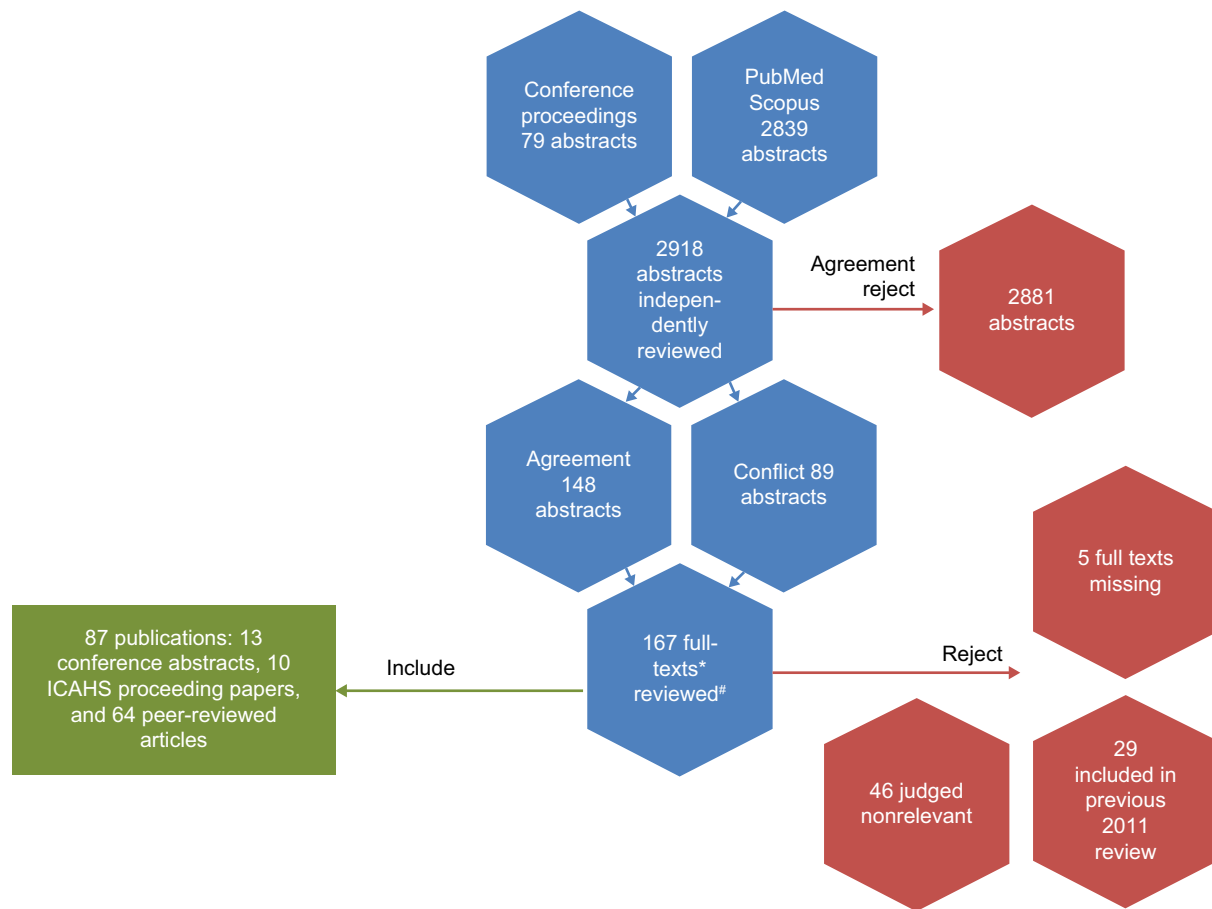 Conference
proceedings
79 abstracts
PubMed
Scopus
2839
abstracts
2918
abstracts
indepen-
dently
reviewed
Agreement
reject
2881
abstracts
Agreement
148
abstracts
Conflict 89
abstracts
5 full texts
missing
87 publications: 13
conference abstracts, 10
ICAHS proceeding papers,
and 64 peer-reviewed
articles
Include
167 full-
texts*
reviewed#
Reject
46 judged
nonrelevant
29
included in
previous
2011
review